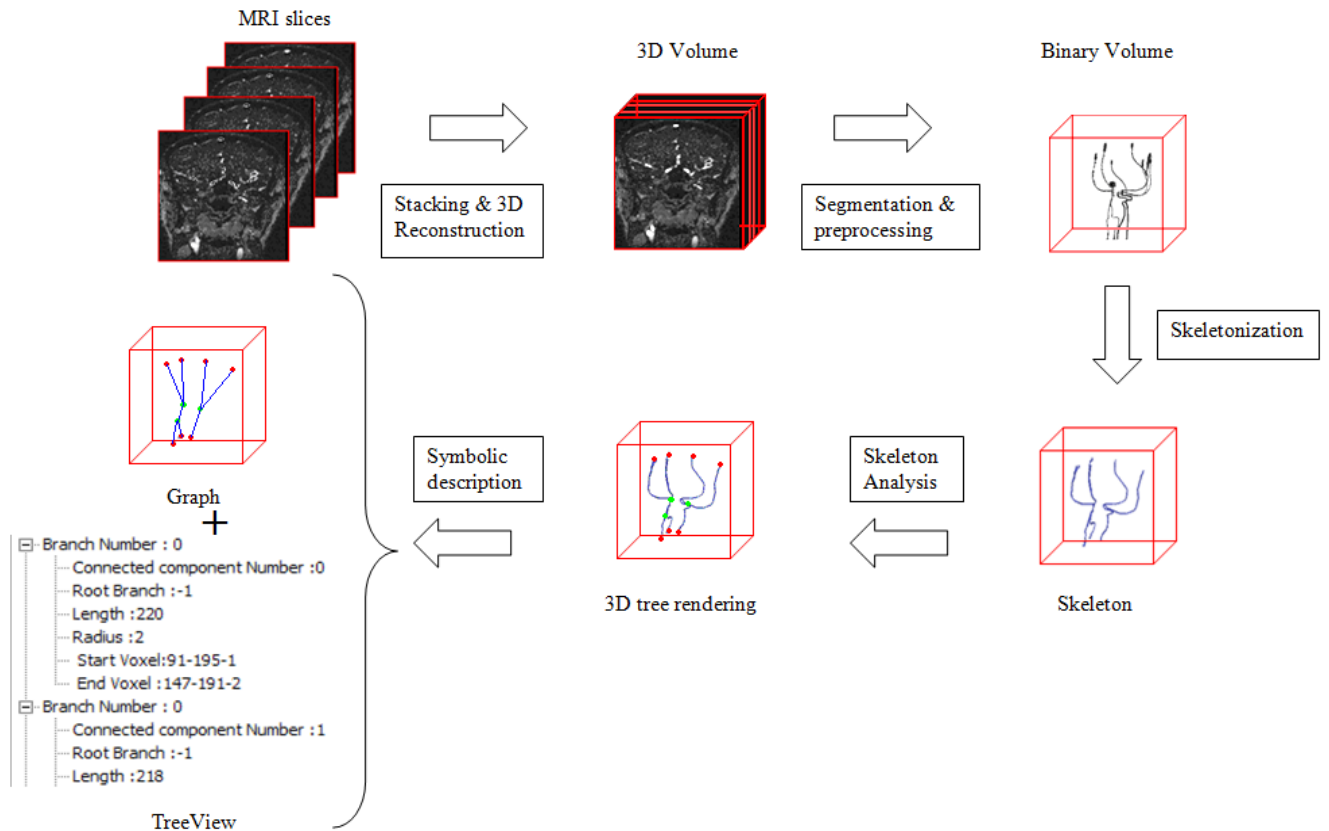 MRI slices
3D Volume
Binary Volume
Stacking & 3D
Reconstruction
Segmentation &
preprocessing
Skeletonization
Skeleton
Analysis
Symbolic
description
Skeleton
3D tree rendering
Graph
+
Branch Number : 0
Connected component Number :0
Root Branch :-1
Length :220
Radius :2
Start Voxel:91-195-1
End Voxel :147-191-2
Branch Number : 0
Connected component Number :1
Root Branch :-1
Length :218
TreeView